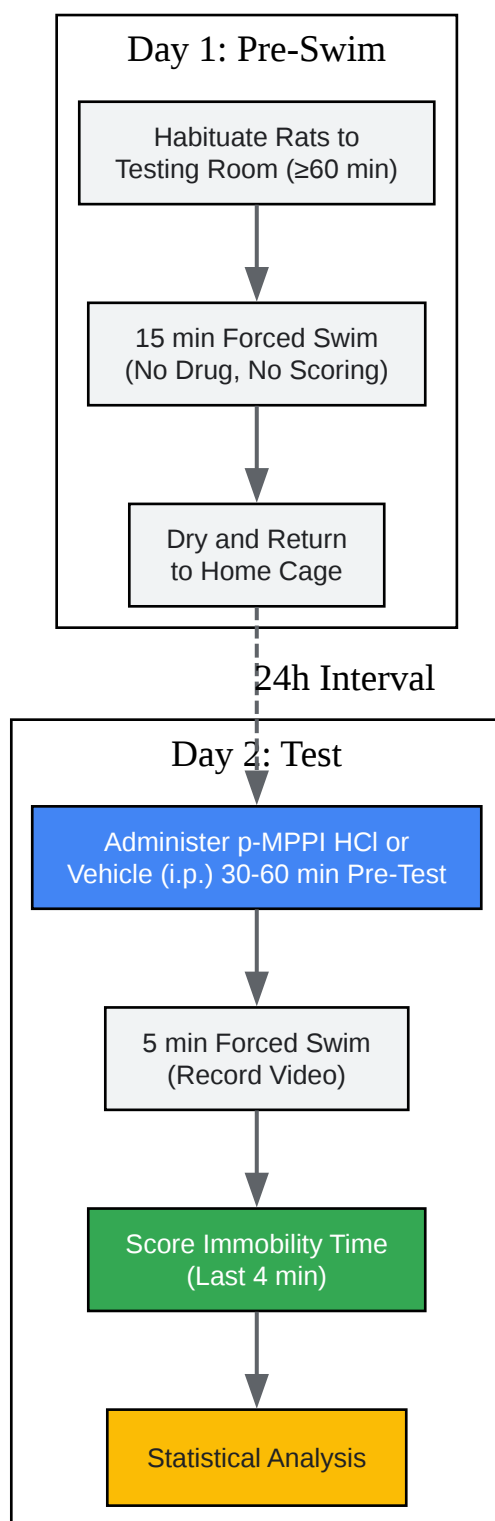 Day 1: Pre-Swim
Habituate Rats to
Testing Room (≥60 min)
15 min Forced Swim
(No Drug, No Scoring)
Dry and Return
to Home Cage
24h Interval
Day 2: Test
Administer p-MPPI HCl or
Vehicle (i.p.) 30-60 min Pre-Test
5 min Forced Swim
(Record Video)
Score Immobility Time
(Last 4 min)
Statistical Analysis